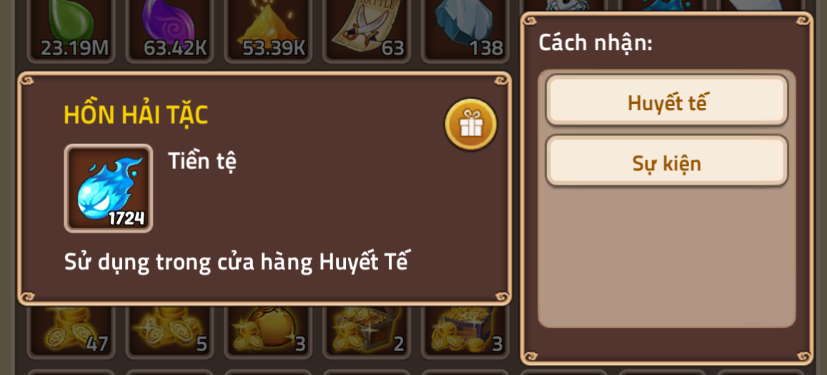 23.19M
63.42K
53.39K
63
138
Cách nhận:
HỒN HẢI TẶC
Huyết tế
Tiền tệ
1724
Sự kiện
Sử dụng trong cửa hàng Huyết Tế
47
5
3
2
3